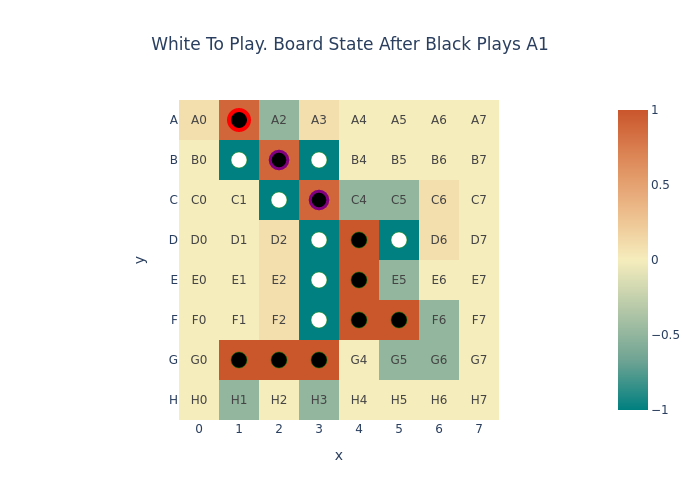 White To Play. Board State After Black Plays A1
A A0 A2 A3 A4 A5 A6 A7
B B0 B4 B5 B6 B7
C C0 C1 C4 C5 C6 C7
D D0 D1 D2 D6 D7
E E0 E1 E2 E5 E6 E7
F F0 F1 F2 F6 F7
G G0 G4 G5 G6 G7
H H0 H1 H2 H3 H4 H5 H6 H7
0 1 2 3 4 5 6 7
x
y
1
0.5
0
−0.5
−1